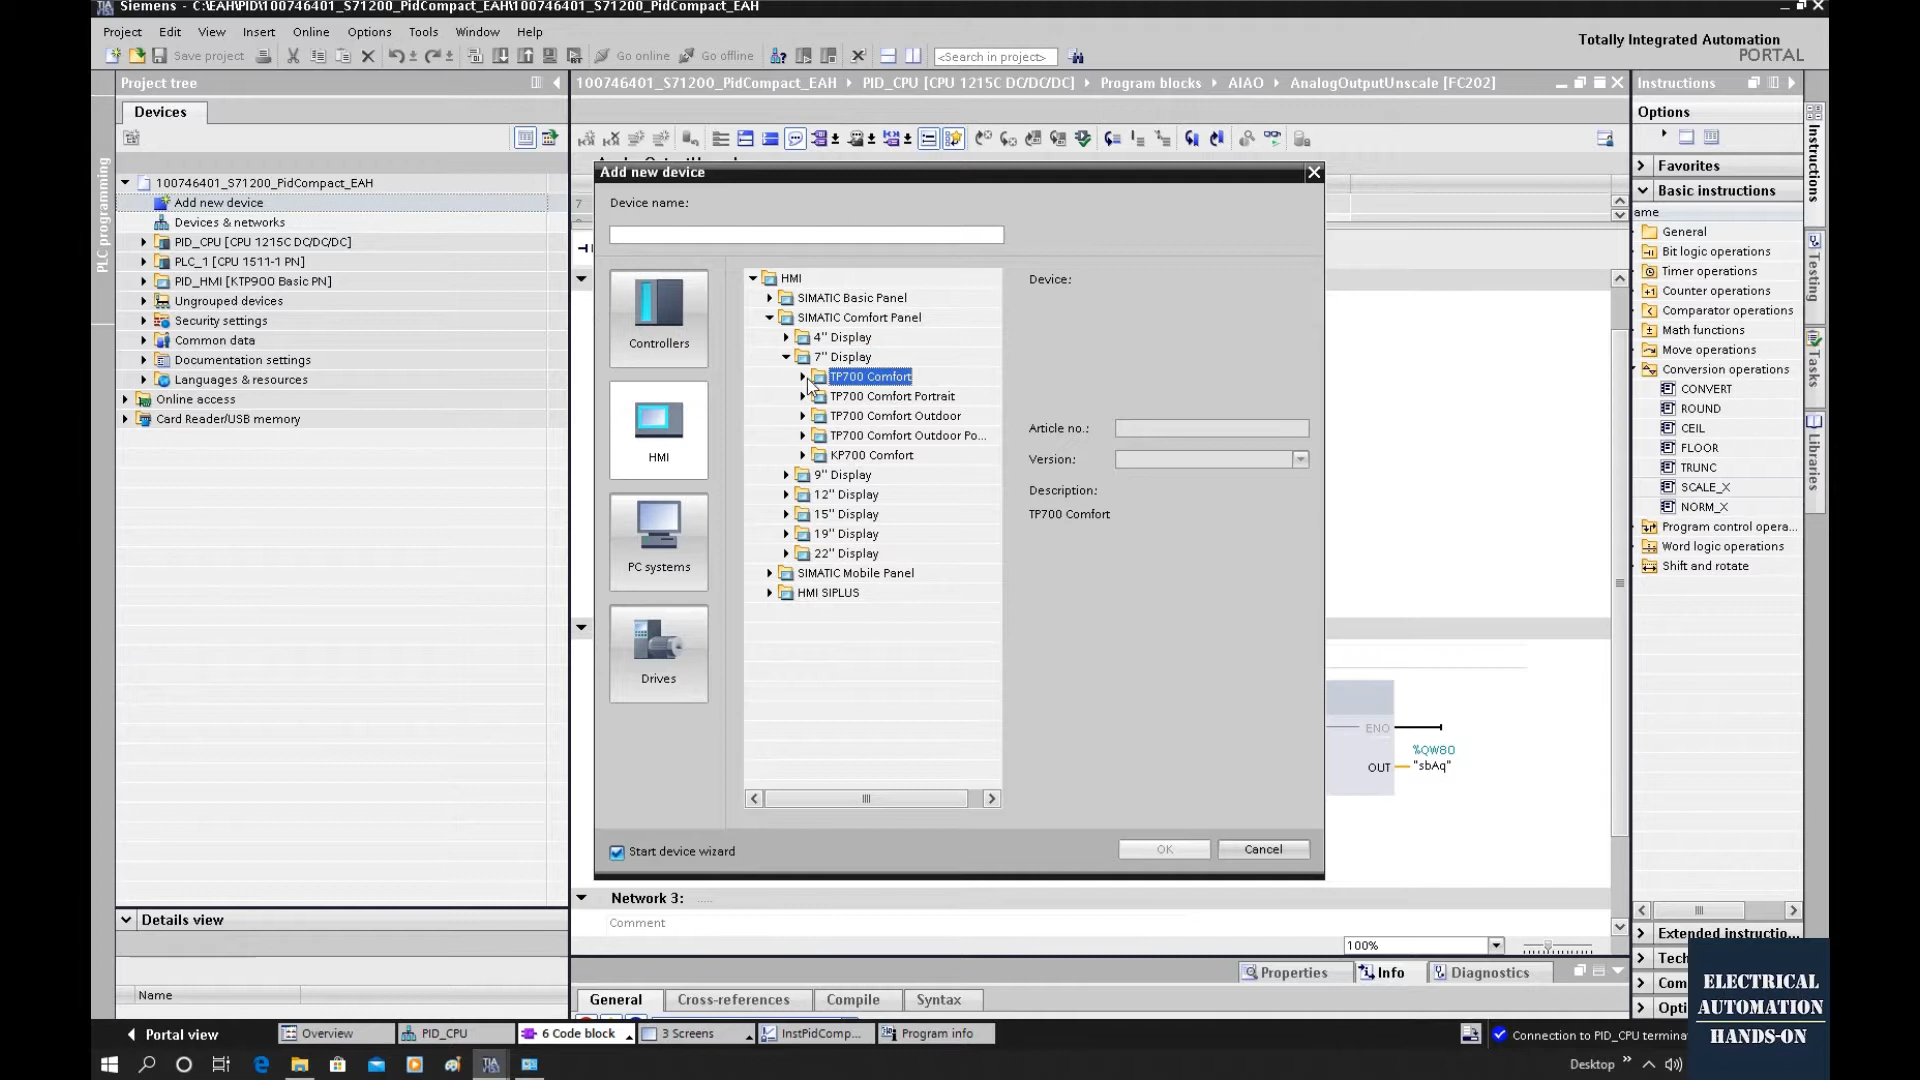 Siemens - C:\EAH\PID\100746401_S71200_PidCompact_EAH\100746401_S71200_PidCompact_EAH
Project Edit View Insert Online Options Tools Window Help
Totally Integrated Automation
PORTAL
Save project Go online Go offline <Search in project>
Project tree
100746401_S71200_PidCompact_EAH PID_CPU [CPU 1215C DC/DC/DC] Program blocks AIAO AnalogOutputUnscale [FC202]
Instructions
Devices
Options
PLC programming
Instructions
Testing
Tasks
Libraries
100746401_S71200_PidCompact_EAH
Add new device
Devices & networks
PID_CPU [CPU 1215C DC/DC/DC]
PLC_1 [CPU 1511-1 PN]
PID_HMI [KTP900 Basic PN]
Ungrouped devices
Security settings
Common data
Documentation settings
Languages & resources
Online access
Card Reader/USB memory
Details view
Name
Add new device
Device name:
7
Controllers
HMI
PC systems
Drives
HMI
SIMATIC Basic Panel
SIMATIC Comfort Panel
4'' Display
7'' Display
TP700 Comfort
TP700 Comfort Portrait
TP700 Comfort Outdoor
TP700 Comfort Outdoor Po...
KP700 Comfort
9'' Display
12'' Display
15'' Display
19'' Display
22'' Display
SIMATIC Mobile Panel
HMI SIPLUS
Device:
Article no.:
Version:
Description:
TP700 Comfort
Start device wizard
OK Cancel
ENO
%QW80
OUT "sbAq"
Network 3: .....
Comment
100%
Properties Info Diagnostics
General Cross-references Compile Syntax
Favorites
Basic instructions
ame
General
Bit logic operations
Timer operations
Counter operations
Comparator operations
Math functions
Move operations
Conversion operations
CONVERT
ROUND
CEIL
FLOOR
TRUNC
SCALE_X
NORM_X
Program control opera...
Word logic operations
Shift and rotate
Extended instructio...
Tech
Com
Opti
Portal view Overview PID_CPU 6 Code block 3 Screens InstPidComp... Program info
Connection to PID_CPU termina
Desktop
ELECTRICAL
AUTOMATION
HANDS-ON